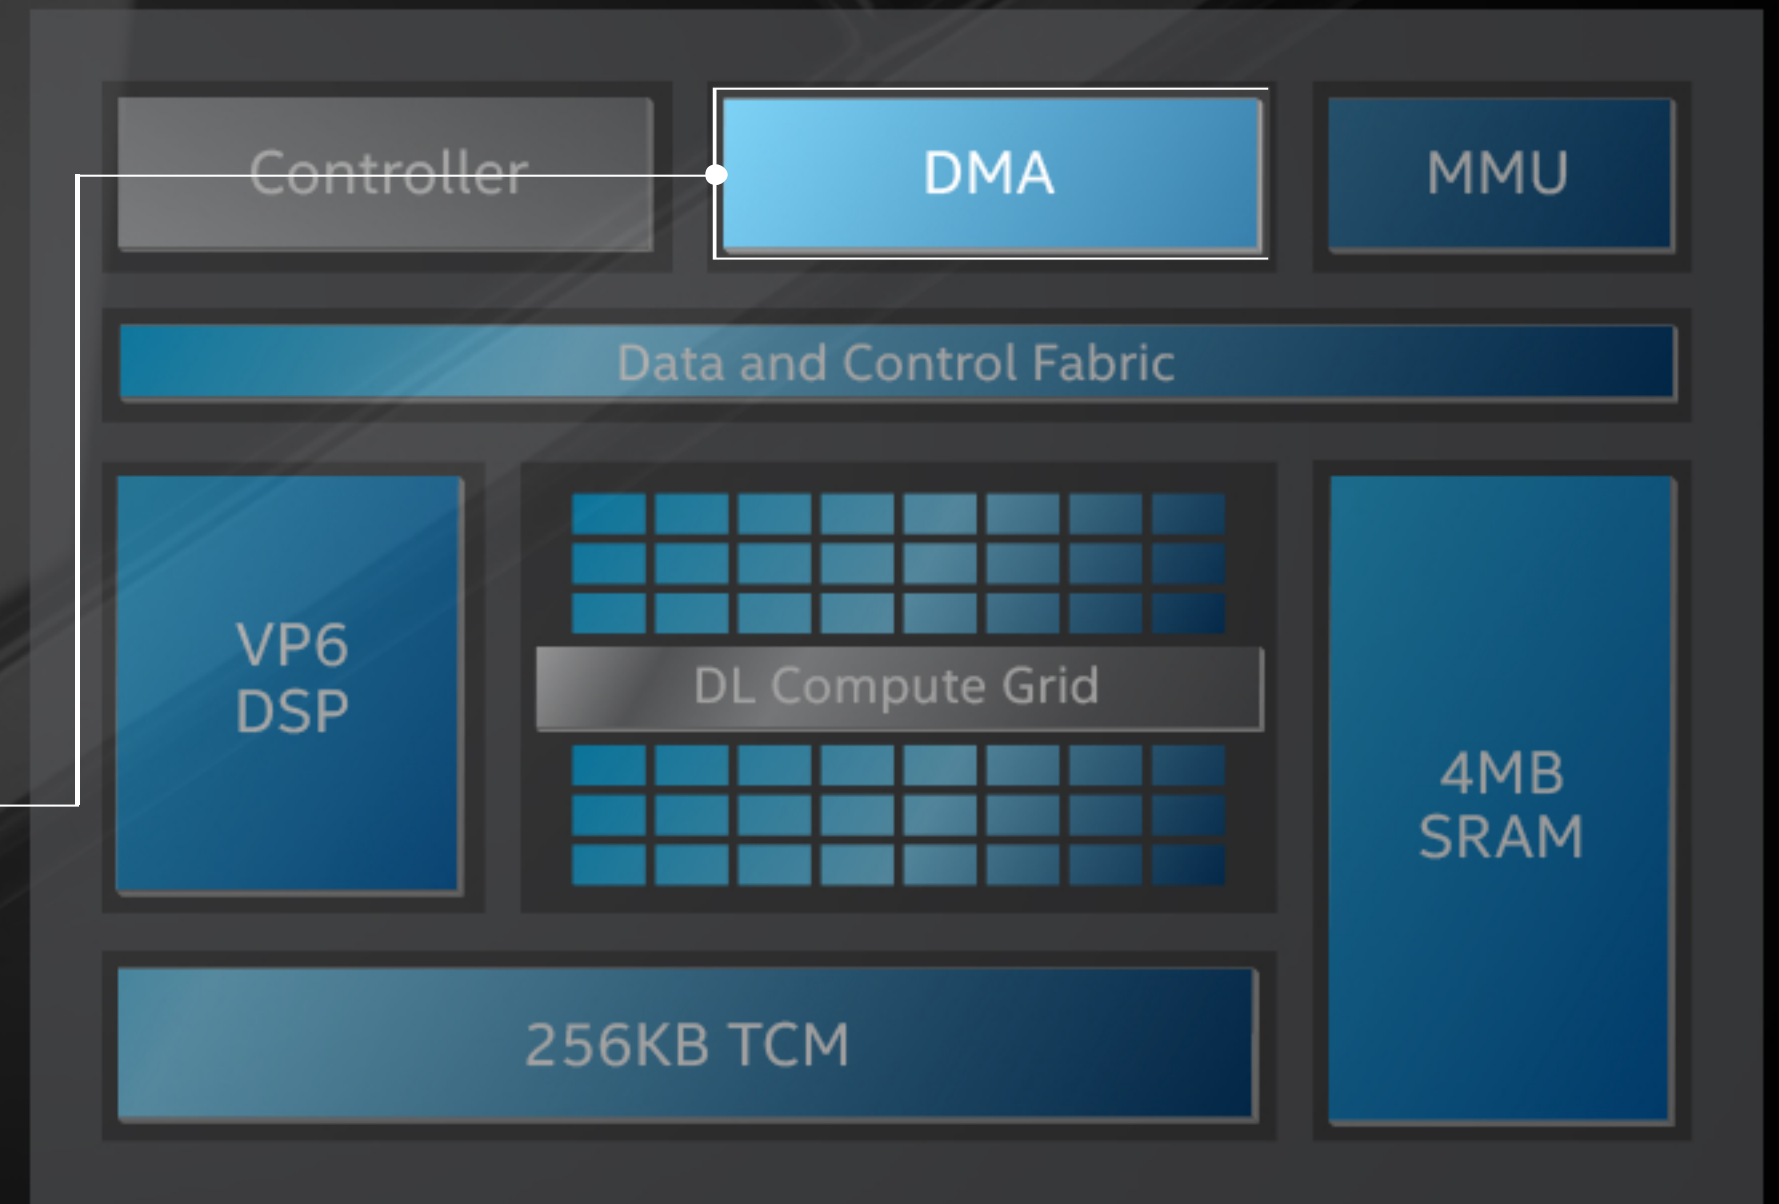 Controller
DMA
MMU
Data and Control Fabric
VP6
DSP
DL Compute Grid
4MB
SRAM
256KB TCM